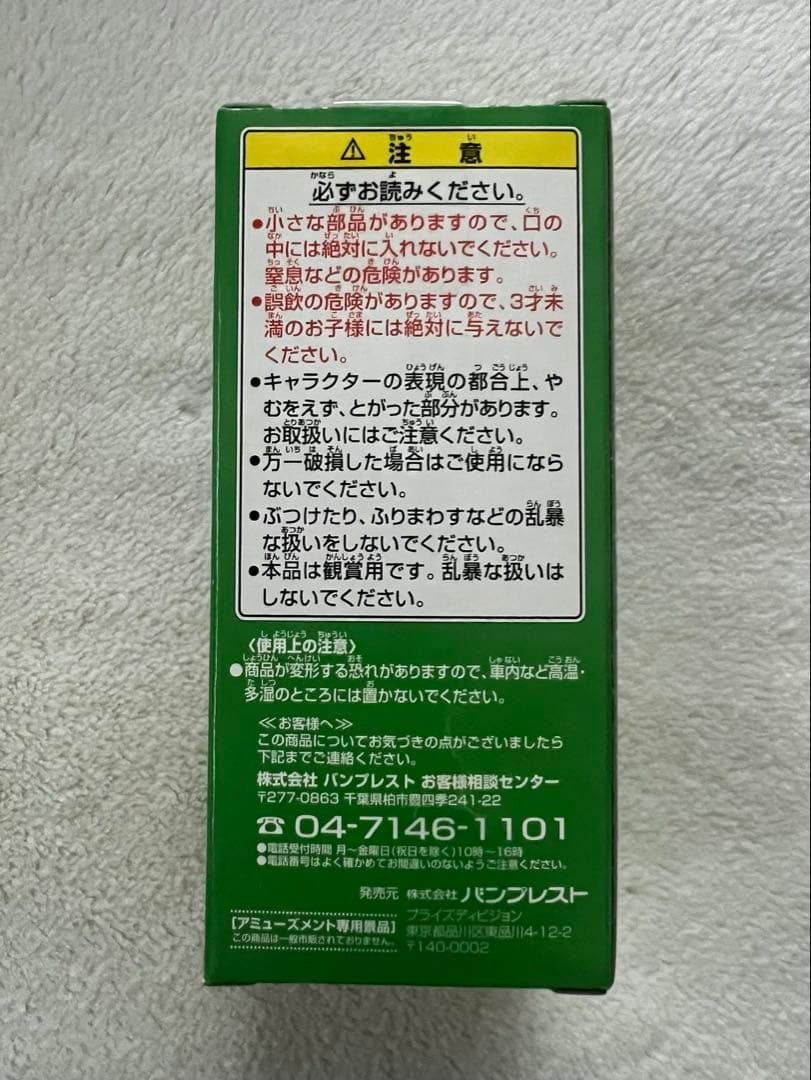 ⚠ 注意
必ずお読みください。
●小さな部品がありますので、口の
中には絶対に入れないでください。
窒息などの危険があります。
●誤飲の危険がありますので、3才未
満のお子様には絶対に与えないで
ください。
●キャラクターの表現の都合上、や
むをえず、とがった部分があります。
お取扱いにはご注意ください。
●万一破損した場合はご使用になら
ないでください。
●ぶつけたり、ふりまわすなどの乱暴
な扱いをしないでください。
●本品は観賞用です。乱暴な扱いは
しないでください。
〈使用上の注意〉
●商品が変形する恐れがありますので、車内など高温・
多湿のところには置かないでください。
≪お客様へ≫
この商品についてお気づきの点がございましたら
下記までご連絡ください。
株式会社 バンプレスト お客様相談センター
〒277-0863 千葉県柏市豊四季241-22
☎ 04-7146-1101
●電話受付時間 月〜金曜日(祝日を除く)10時〜16時
●電話番号はよく確かめてお間違いのないようご注意ください。
発売元 株式会社 バンプレスト
プライズディビジョン
東京都品川区東品川4-12-2
〒140-0002
【アミューズメント専用景品】
この商品は一般市販されておりません。